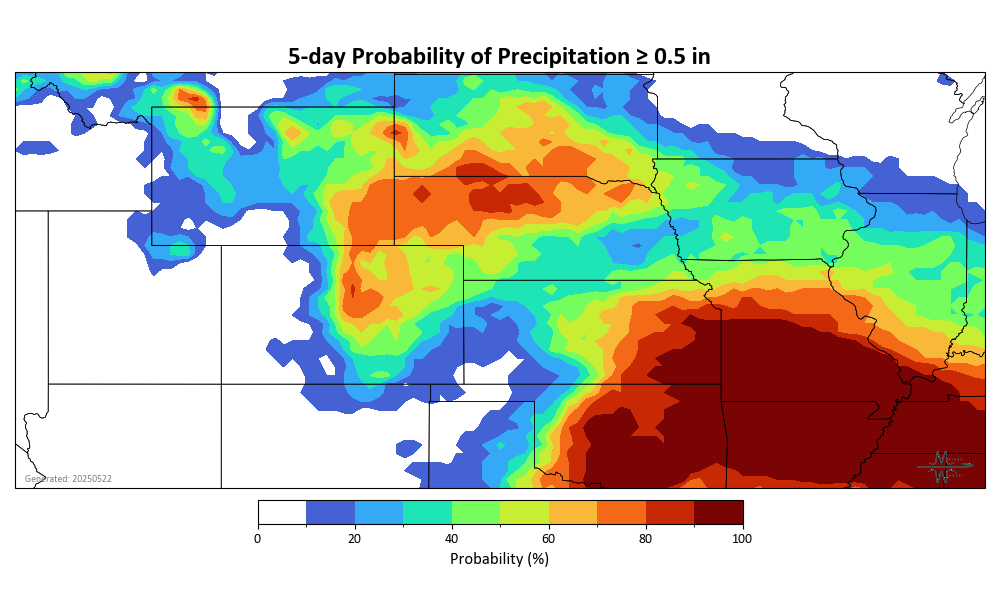 5-day Probability of Precipitation ≥ 0.5 in
Generated: 20250522
0 20 40 60 80 100
Probability (%)